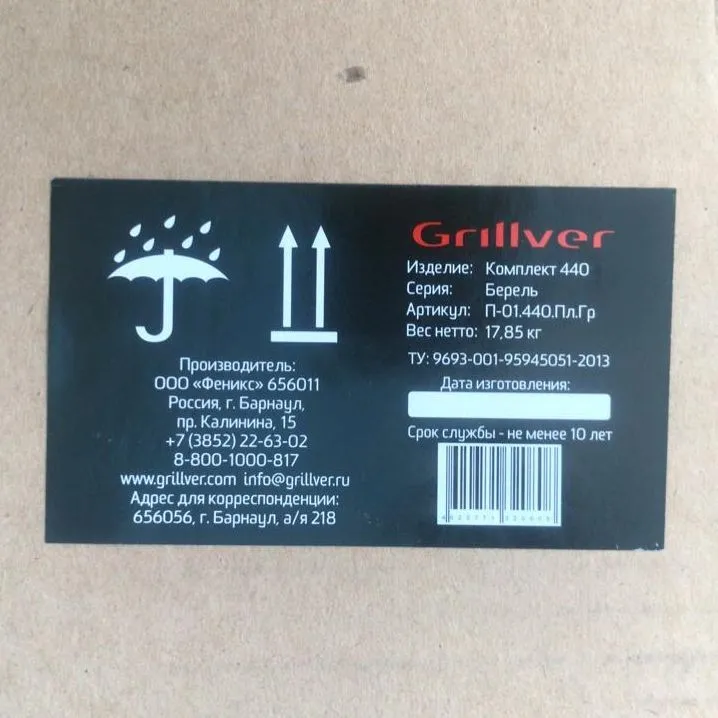 Grillver
Изделие: Комплект 440
Серия: Берель
Артикул: П-01.440.Пл.Гр
Вес нетто: 17,85 кг
ТУ: 9693-001-95945051-2013
Дата изготовления:
Срок службы - не менее 10 лет
Производитель:
ООО «Феникс» 656011
Россия, г. Барнаул,
пр. Калинина, 15
+7 (3852) 22-63-02
8-800-1000-817
www.grillver.com info@grillver.ru
Адрес для корреспонденции:
656056, г. Барнаул, а/я 218